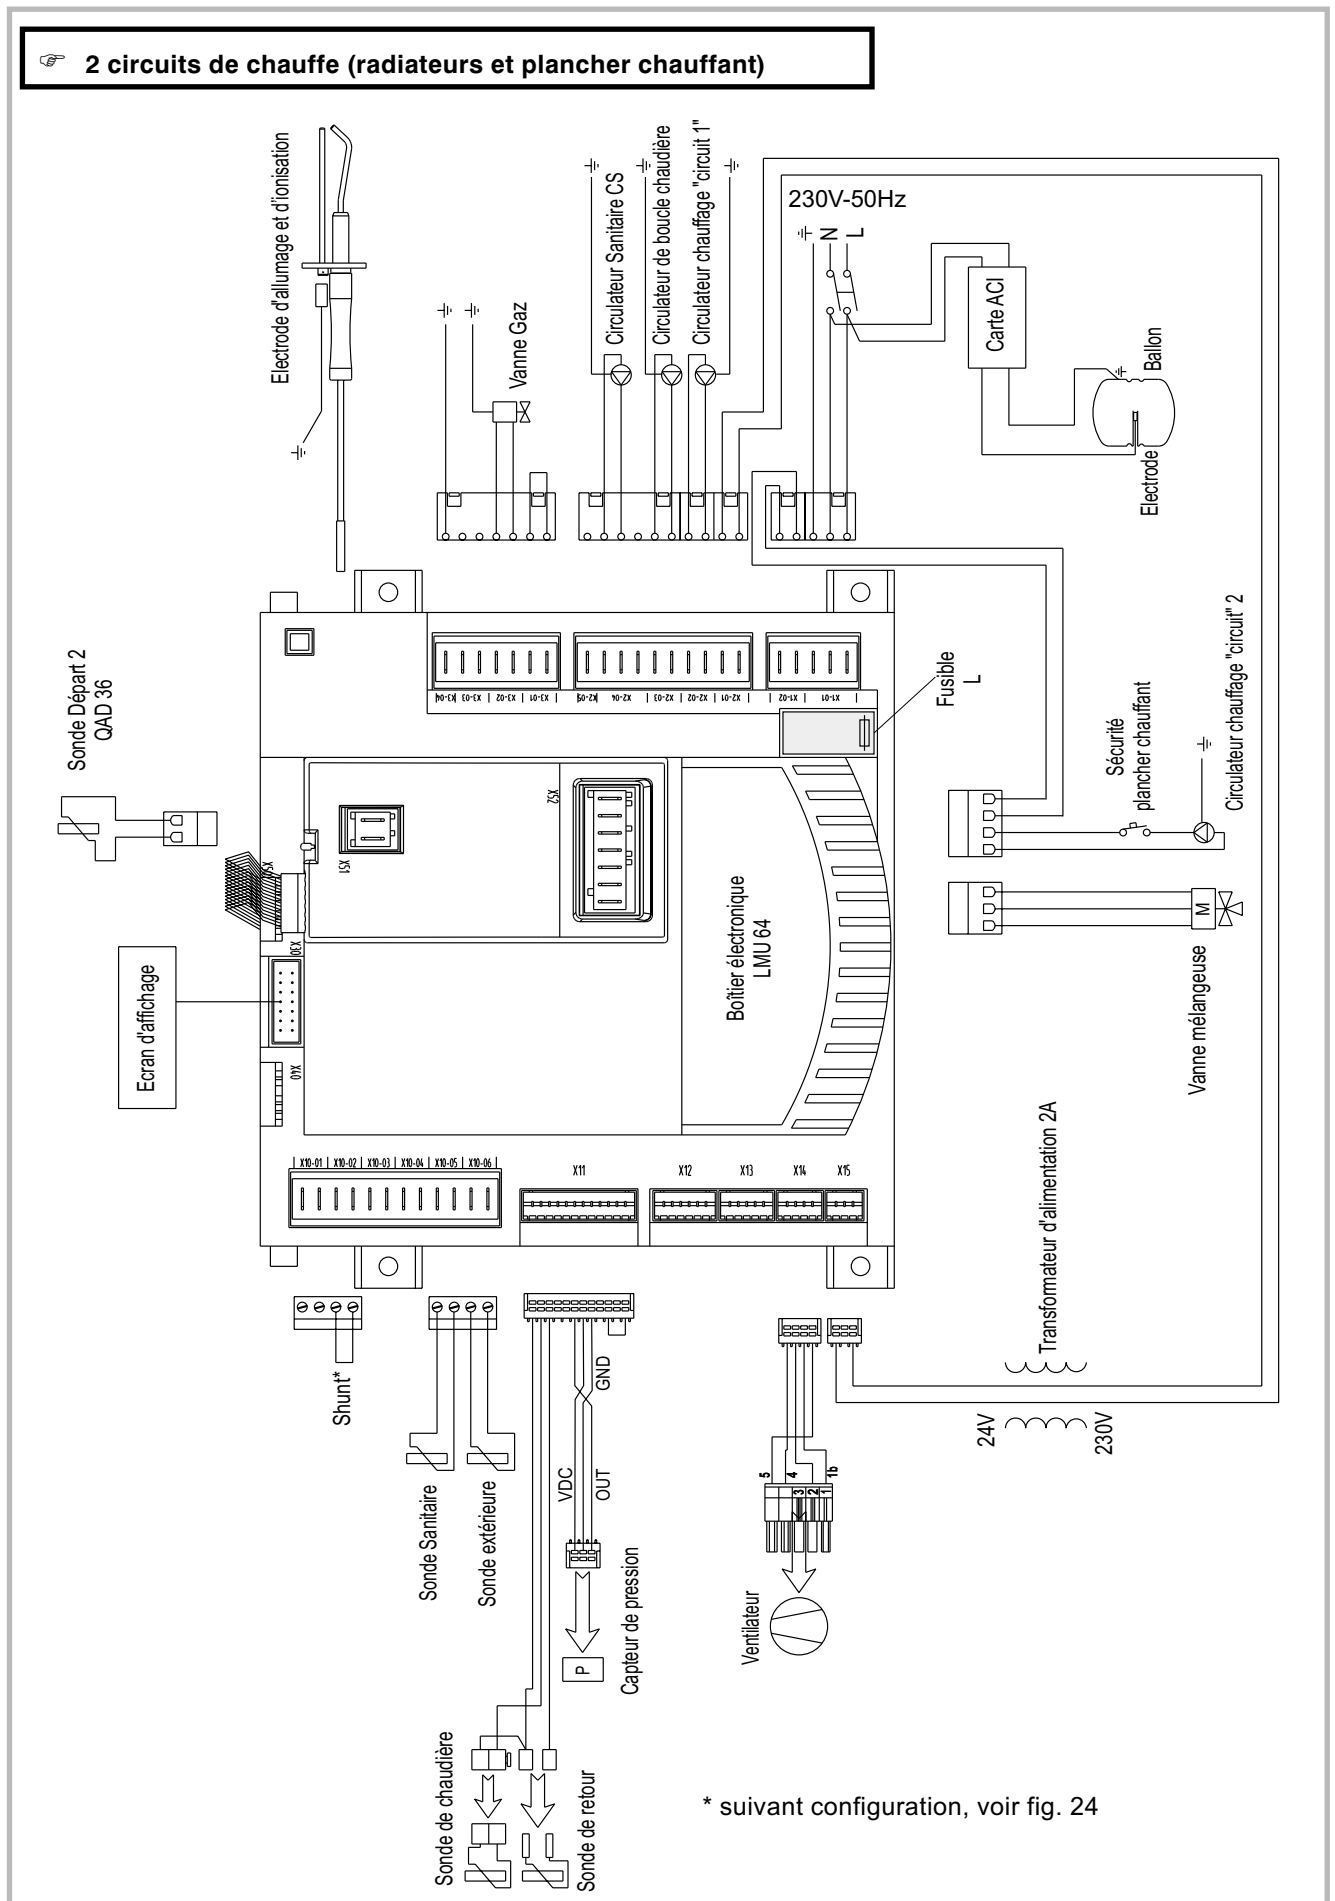 ☞ 2 circuits de chauffe (radiateurs et plancher chauffant)
Electrode d'allumage et d'ionisation
Vanne Gaz
Circulateur Sanitaire CS
Circulateur de boucle chaudière
Circulateur chauffage "circuit 1"
230V-50Hz
N
L
Carte ACI
Ballon
Electrode
Sonde Départ 2
QAD 36
X3-04
X3-03
X3-02
X3-01
X2-05
X2-04
X2-03
X2-02
X2-01
X1-02
X1-01
Fusible
L
Sécurité
plancher chauffant
Circulateur chauffage "circuit" 2
X50
X51
X52
X30
X40
Ecran d'affichage
Boîtier électronique
LMU 64
M
Vanne mélangeuse
X10-01
X10-02
X10-03
X10-04
X10-05
X10-06
X11
X12
X13
X14
X15
Transformateur d'alimentation 2A
24V
230V
Shunt*
Sonde Sanitaire
Sonde extérieure
GND
VDC
OUT
P
Capteur de pression
5
4
1b
3
2
1
Ventilateur
Sonde de chaudière
Sonde de retour
* suivant configuration, voir fig. 24